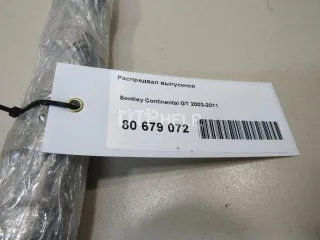 Распредвал выпускной
Bentley Continental GT 2003-2011
80 679 072